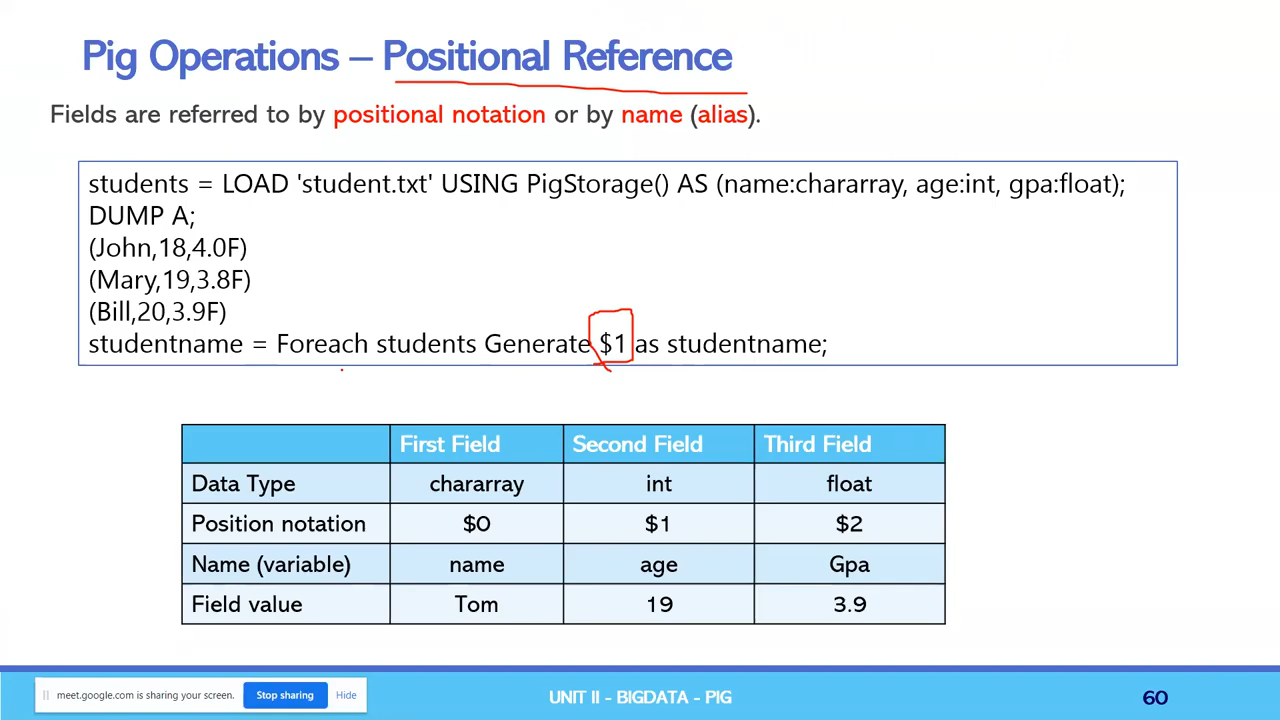 Pig Operations – Positional Reference
Fields are referred to by positional notation or by name (alias).
students = LOAD 'student.txt' USING PigStorage() AS (name:chararray, age:int, gpa:float);
DUMP A;
(John,18,4.0F)
(Mary,19,3.8F)
(Bill,20,3.9F)
studentname = Foreach students Generate $1 as studentname;
First Field Second Field Third Field
Data Type chararray int float
Position notation $0 $1 $2
Name (variable) name age Gpa
Field value Tom 19 3.9
meet.google.com is sharing your screen. Stop sharing Hide
UNIT II - BIGDATA - PIG
60